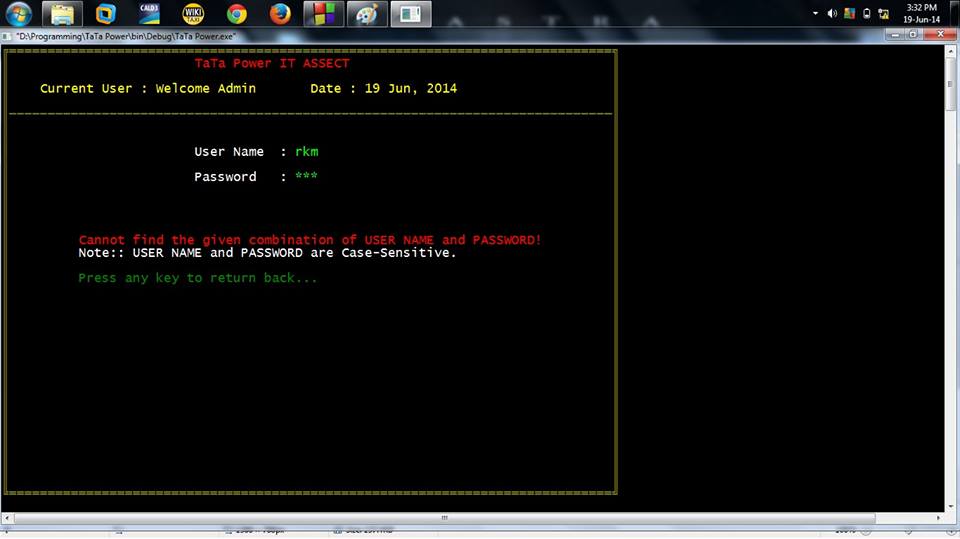 CALD3
WIKI
TAXI
ASTRA
3:32 PM
19-Jun-14
"D:\Programming\TaTa Power\bin\Debug\TaTa Power.exe"
TaTa Power IT ASSECT
Current User : Welcome Admin Date : 19 Jun, 2014
User Name : rkm
Password : ***
Cannot find the given combination of USER NAME and PASSWORD!
Note:: USER NAME and PASSWORD are Case-Sensitive.
Press any key to return back...